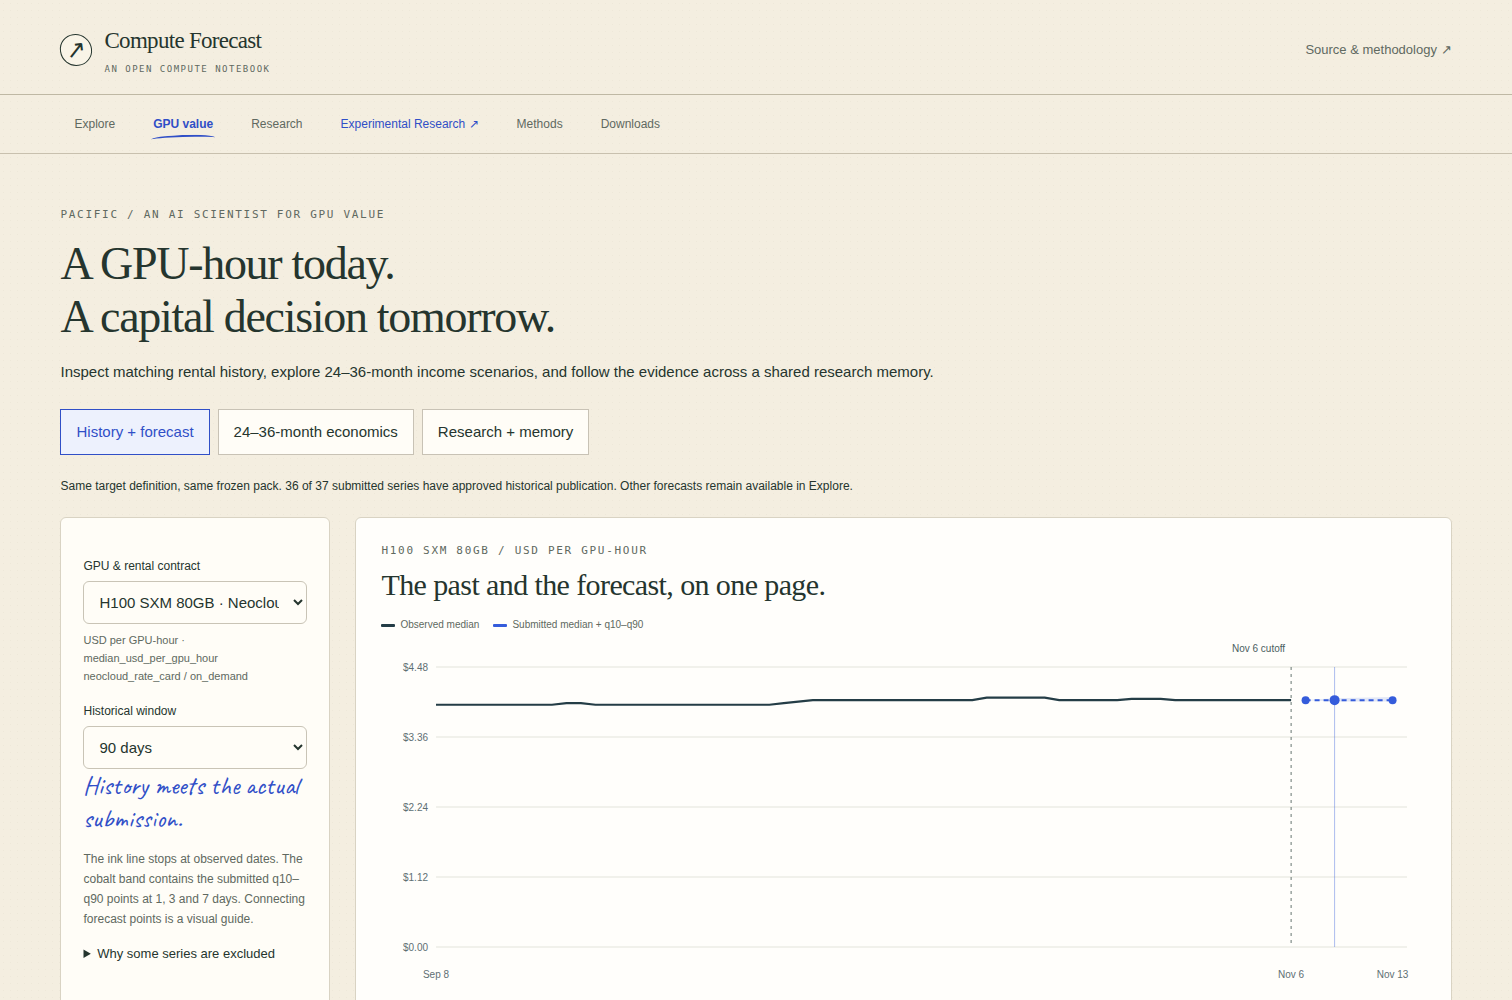 Compute Forecast
AN OPEN COMPUTE NOTEBOOK
Source & methodology ↗
Explore
GPU value
Research
Experimental Research ↗
Methods
Downloads
PACIFIC / AN AI SCIENTIST FOR GPU VALUE
A GPU-hour today.
A capital decision tomorrow.
Inspect matching rental history, explore 24–36-month income scenarios, and follow the evidence across a shared research memory.
History + forecast
24–36-month economics
Research + memory
Same target definition, same frozen pack. 36 of 37 submitted series have approved historical publication. Other forecasts remain available in Explore.
GPU & rental contract
H100 SXM 80GB · Neoclou
USD per GPU-hour ·
median_usd_per_gpu_hour
neocloud_rate_card / on_demand
Historical window
90 days
History meets the actual
submission.
The ink line stops at observed dates. The
cobalt band contains the submitted q10–
q90 points at 1, 3 and 7 days. Connecting
forecast points is a visual guide.
Why some series are excluded
H100 SXM 80GB / USD PER GPU-HOUR
The past and the forecast, on one page.
Observed median
Submitted median + q10–q90
Nov 6 cutoff
$4.48
$3.36
$2.24
$1.12
$0.00
Sep 8
Nov 6
Nov 13